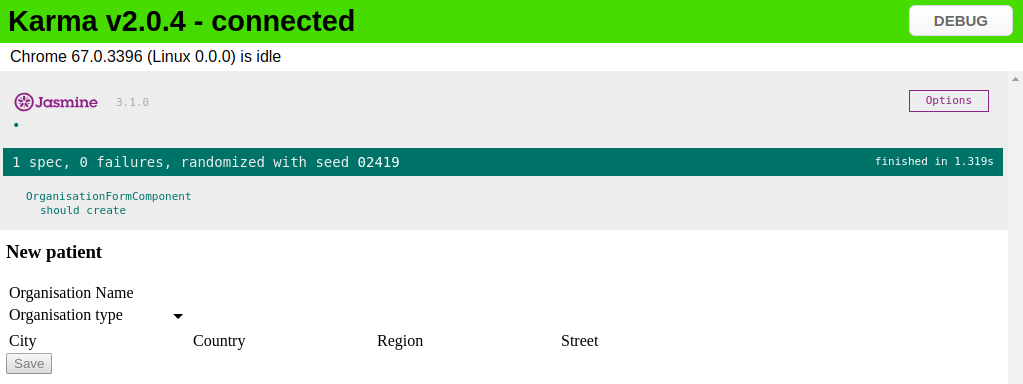 Karma v2.0.4 - connected DEBUG
Chrome 67.0.3396 (Linux 0.0.0) is idle
Jasmine 3.1.0 Options
•
1 spec, 0 failures, randomized with seed 02419 finished in 1.319s
OrganisationFormComponent
should create
New patient
Organisation Name
Organisation type
City Country Region Street
Save